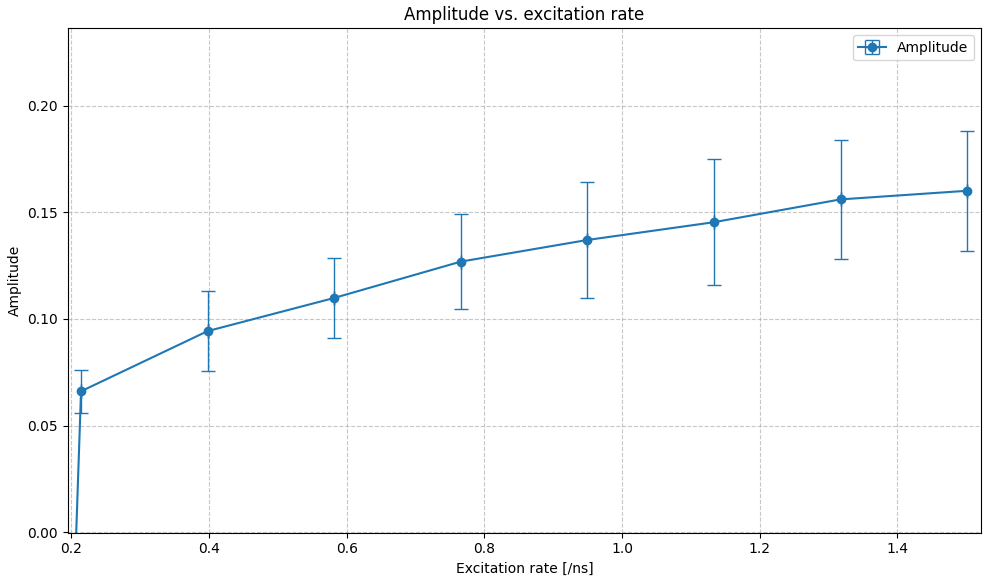 Amplitude vs. excitation rate
Amplitude
0.20
0.15
0.10
0.05
0.00
Amplitude
0.2 0.4 0.6 0.8 1.0 1.2 1.4
Excitation rate [/ns]